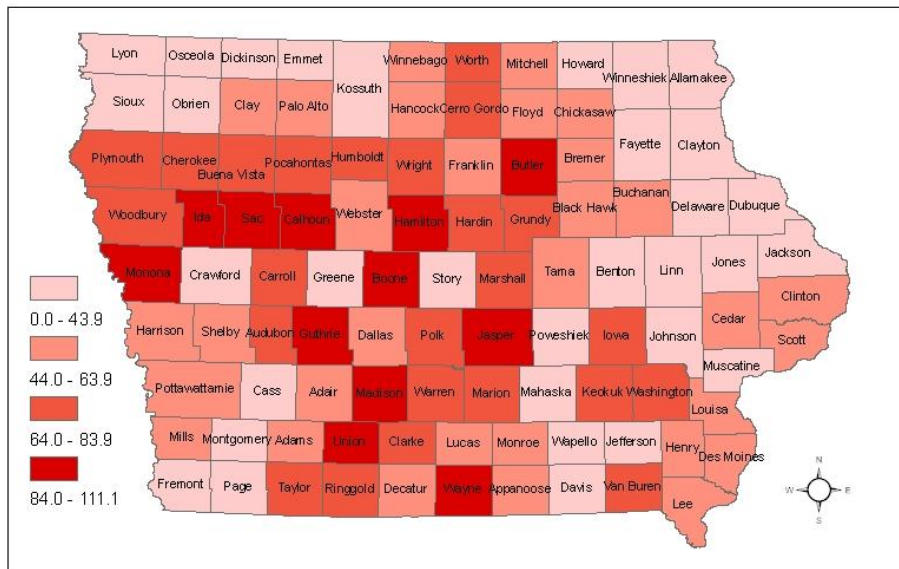 Lyon Osceola Dickinson Emmet Kossuth Winnebago Worth Mitchell Howard Winneshiek Allamakee
Sioux Obrien Clay Palo Alto Hancock Cerro Gordo Floyd Chickasaw Fayette Clayton
Plymouth Cherokee Buena Vista Pocahontas Humboldt Wright Franklin Butler Bremer
Woodbury Ida Sac Calhoun Webster Hamilton Hardin Grundy Black Hawk Buchanan Delaware Dubuque
Monona Crawford Carroll Greene Boone Story Marshall Tama Benton Linn Jones Jackson
Harrison Shelby Audubon Guthrie Dallas Polk Jasper Poweshiek Iowa Johnson Cedar Clinton
Scott
Muscatine
Pottawattamie Cass Adair Madison Warren Marion Mahaska Keokuk Washington Louisa
Mills Montgomery Adams Union Clarke Lucas Monroe Wapello Jefferson Henry Des Moines
Fremont Page Taylor Ringgold Decatur Wayne Appanoose Davis Van Buren Lee
0.0 - 43.9
44.0 - 63.9
64.0 - 83.9
84.0 - 111.1
N
W E
S